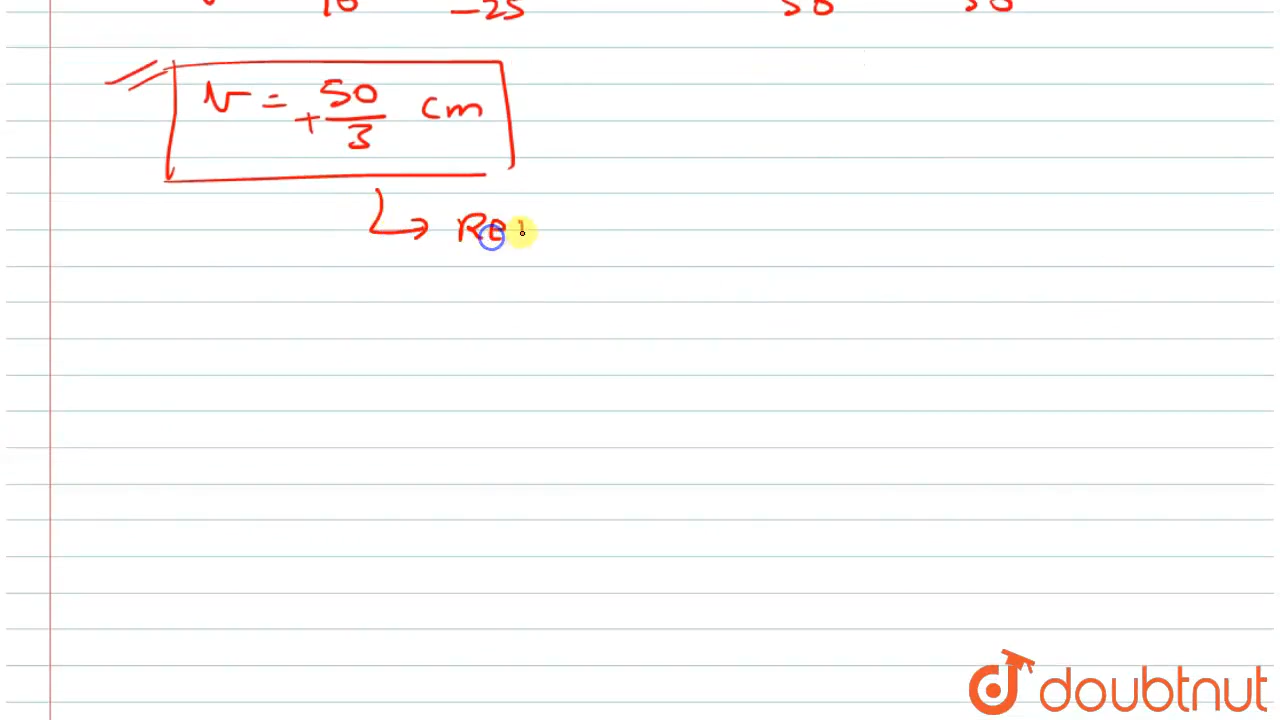 10 -25 50 50
v = +50/3 cm
→ Re
doubtnut